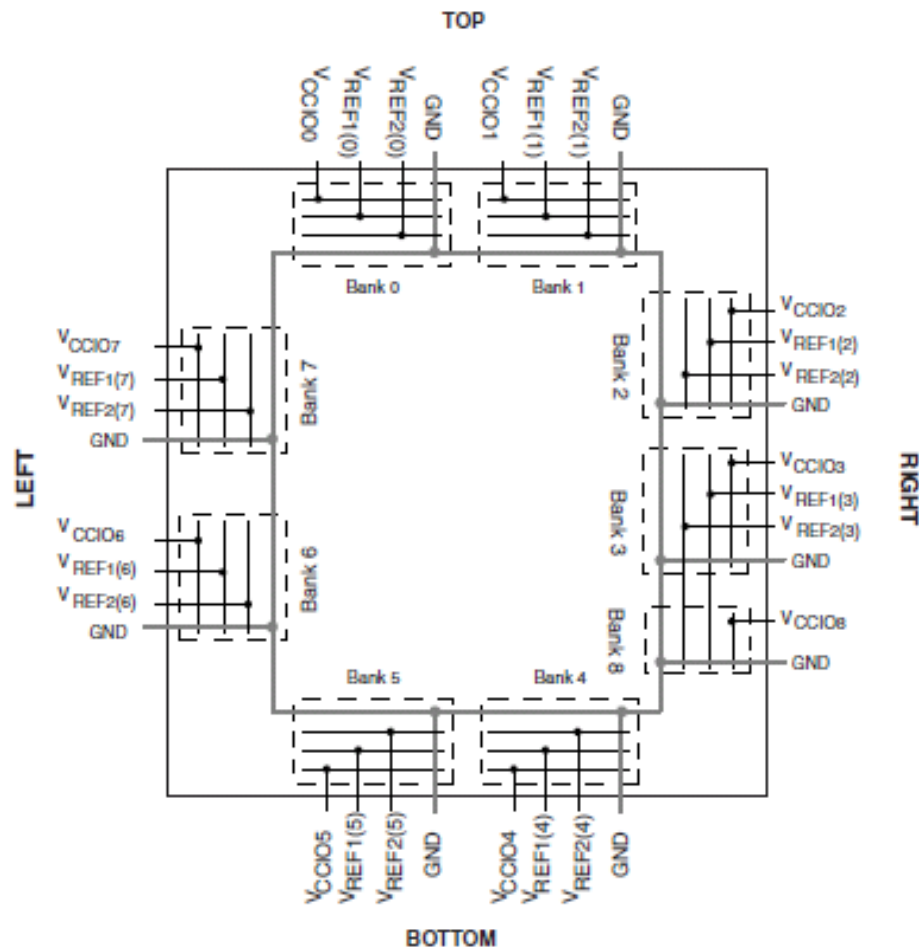 TOP
VCCIO0
VREF1(0)
VREF2(0)
GND
VCCIO1
VREF1(1)
VREF2(1)
GND
Bank 0
Bank 1
VCCIO2
VREF1(2)
VREF2(2)
GND
Bank 2
VCCIO7
VREF1(7)
VREF2(7)
GND
Bank 7
LEFT
RIGHT
VCCIO3
VREF1(3)
VREF2(3)
GND
Bank 3
VCCIO6
VREF1(6)
VREF2(6)
GND
Bank 6
VCCIO8
GND
Bank 8
Bank 5
Bank 4
VCCIO5
VREF1(5)
VREF2(5)
GND
VCCIO4
VREF1(4)
VREF2(4)
GND
BOTTOM